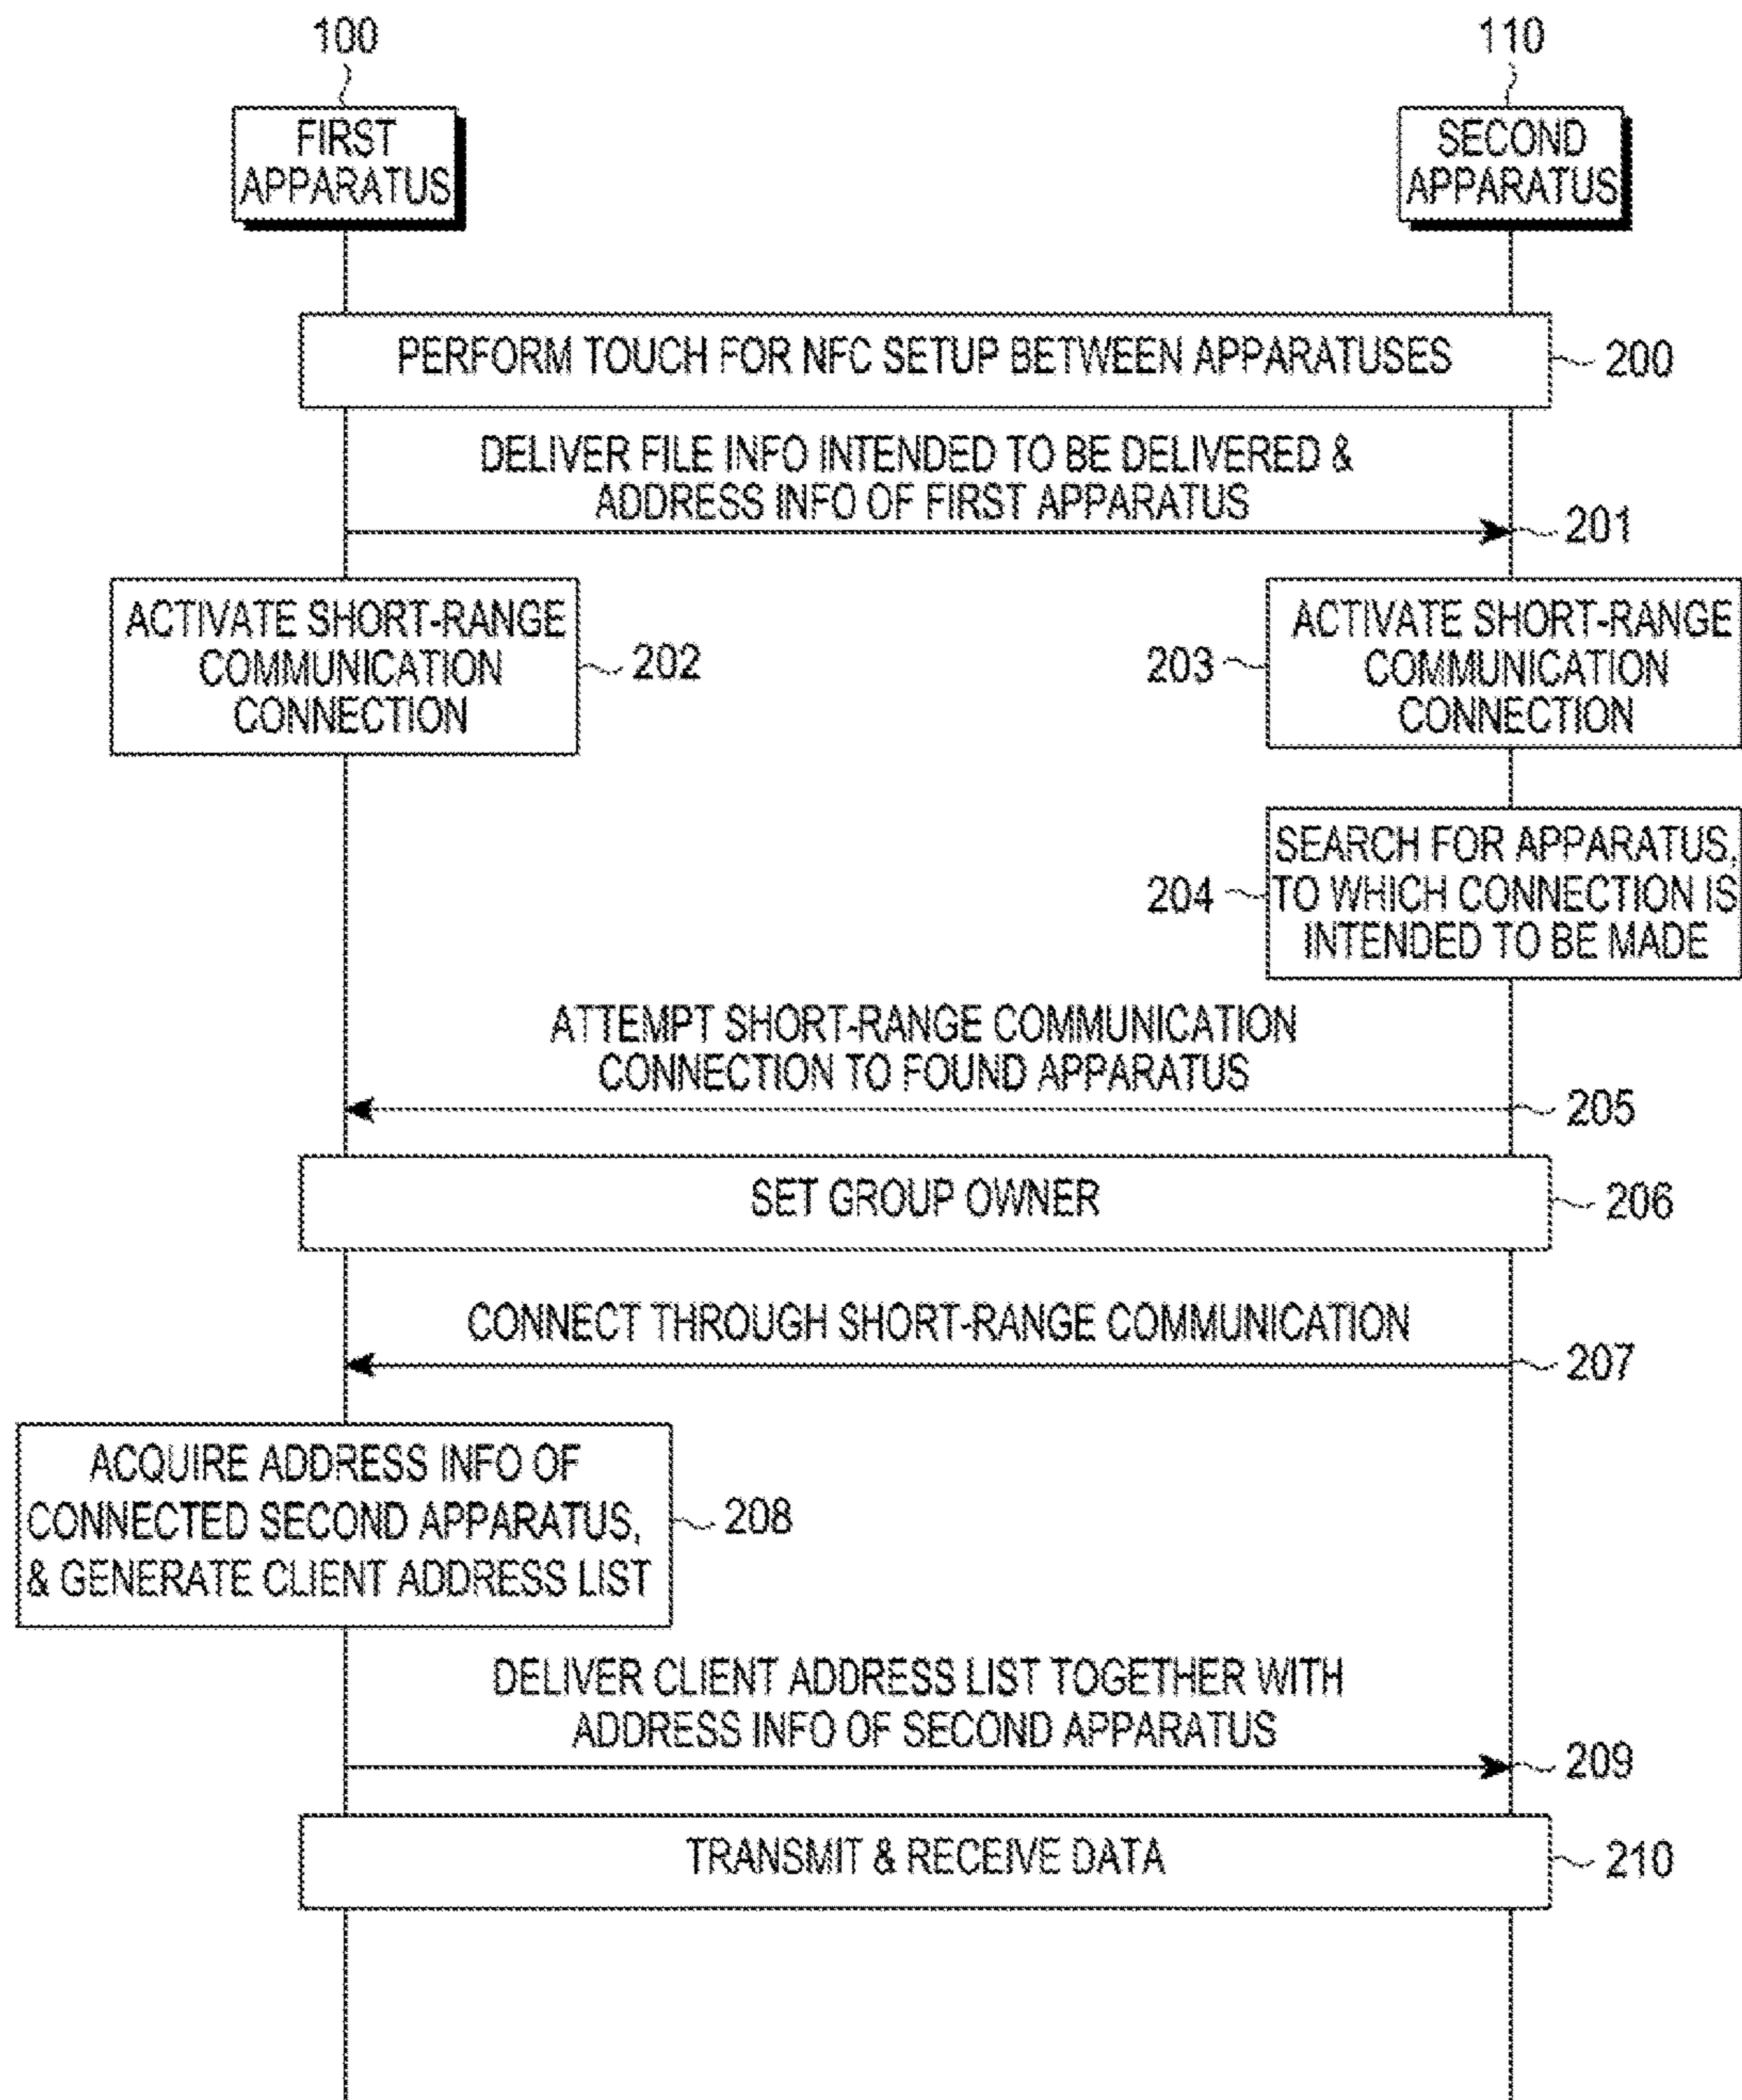 100
110
FIRST
APPARATUS
SECOND
APPARATUS
PERFORM TOUCH FOR NFC SETUP BETWEEN APPARATUSES
200
DELIVER FILE INFO INTENDED TO BE DELIVERED &
ADDRESS INFO OF FIRST APPARATUS
201
ACTIVATE SHORT-RANGE
COMMUNICATION
CONNECTION
202
203
ACTIVATE SHORT-RANGE
COMMUNICATION
CONNECTION
204
SEARCH FOR APPARATUS,
TO WHICH CONNECTION IS
INTENDED TO BE MADE
ATTEMPT SHORT-RANGE COMMUNICATION
CONNECTION TO FOUND APPARATUS
205
SET GROUP OWNER
206
CONNECT THROUGH SHORT-RANGE COMMUNICATION
207
ACQUIRE ADDRESS INFO OF
CONNECTED SECOND APPARATUS,
& GENERATE CLIENT ADDRESS LIST
208
DELIVER CLIENT ADDRESS LIST TOGETHER WITH
ADDRESS INFO OF SECOND APPARATUS
209
TRANSMIT & RECEIVE DATA
210